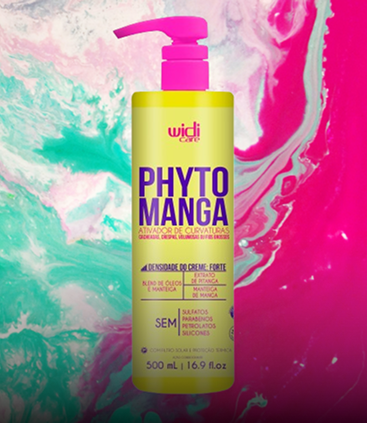 widi
care
PHYTO
MANGA
ATIVADOR DE CURVATURAS
DENSIDADE DO CREME: FORTE
BLEND DE ÓLEOS
E MANTEIGA
EXTRATO
DE PITANGA
MANTEIGA
DE MANGA
SEM
SULFATOS
PARABENOS
PETROLATOS
SILICONES
500 mL | 16.9 fl.oz